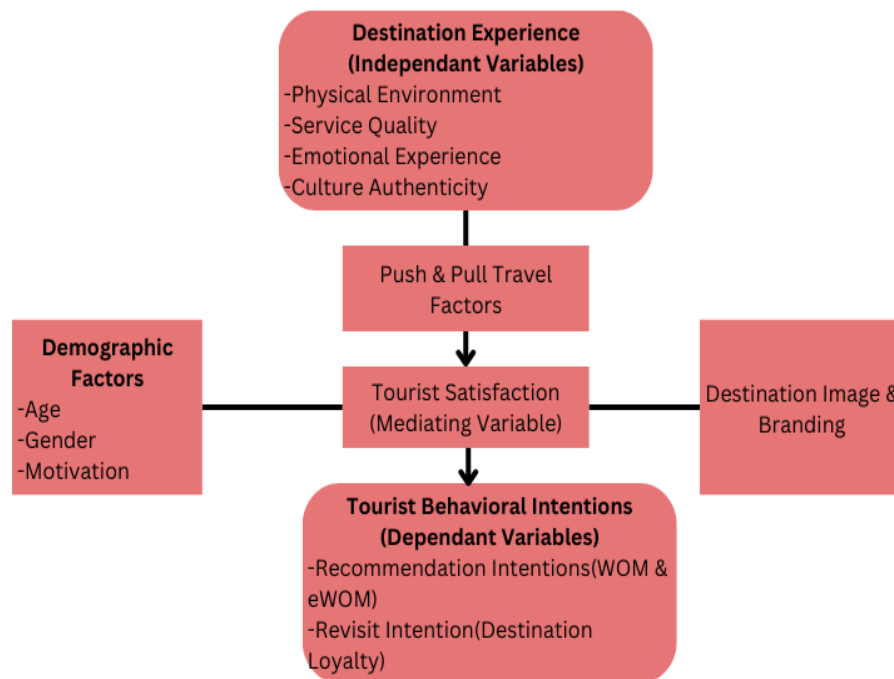 Destination Experience
(Independant Variables)
-Physical Environment
-Service Quality
-Emotional Experience
-Culture Authenticity
Push & Pull Travel
Factors
Demographic
Factors
-Age
-Gender
-Motivation
Tourist Satisfaction
(Mediating Variable)
Destination Image &
Branding
Tourist Behavioral Intentions
(Dependant Variables)
-Recommendation Intentions(WOM &
eWOM)
-Revisit Intention(Destination
Loyalty)